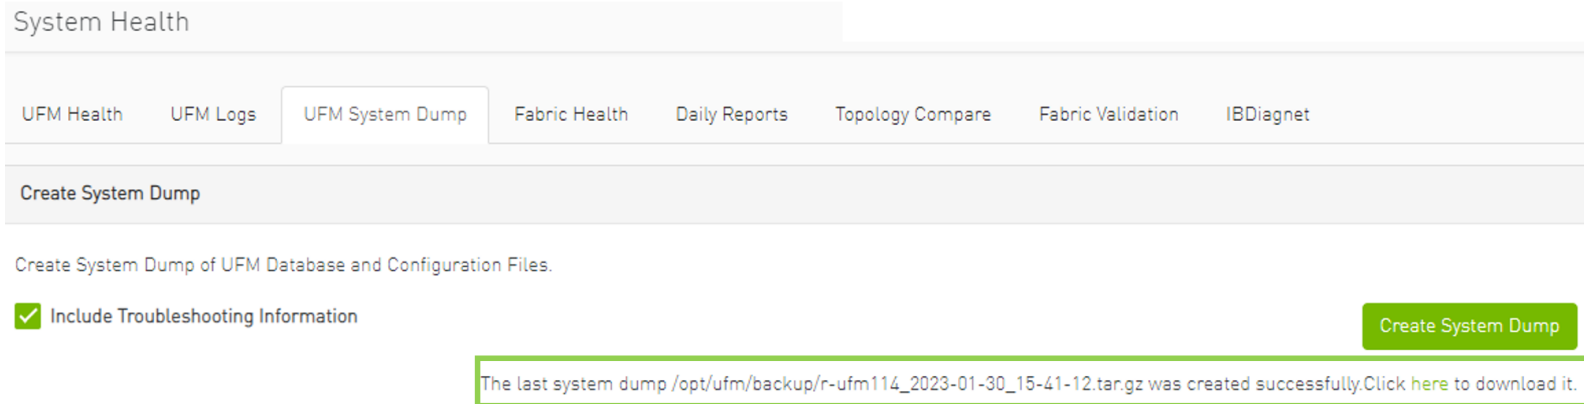 System Health
UFM Health UFM Logs UFM System Dump Fabric Health Daily Reports Topology Compare Fabric Validation IBDiagnet
Create System Dump
Create System Dump of UFM Database and Configuration Files.
Include Troubleshooting Information
Create System Dump
The last system dump /opt/ufm/backup/r-ufm114_2023-01-30_15-41-12.tar.gz was created successfully.Click here to download it.